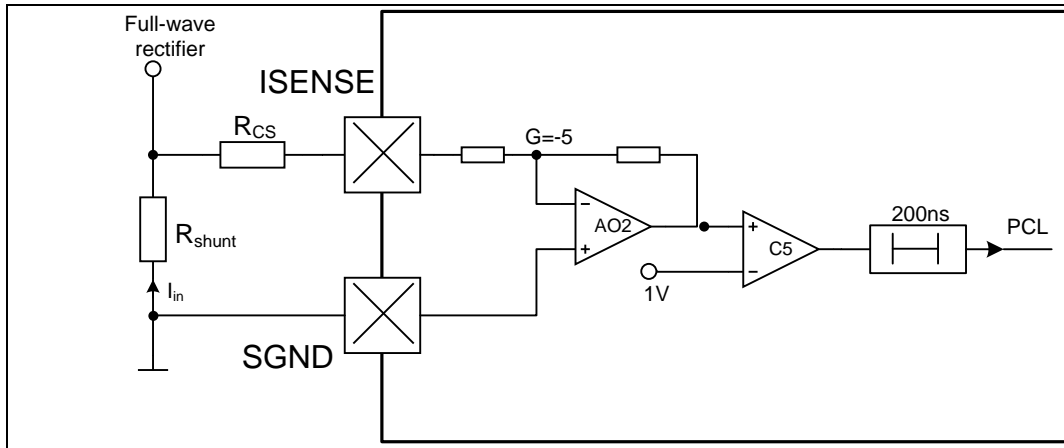 Full-wave
rectifier
ISENSE
RCS
G=-5
Rshunt
AO2
C5
200ns
PCL
1V
Iin
SGND